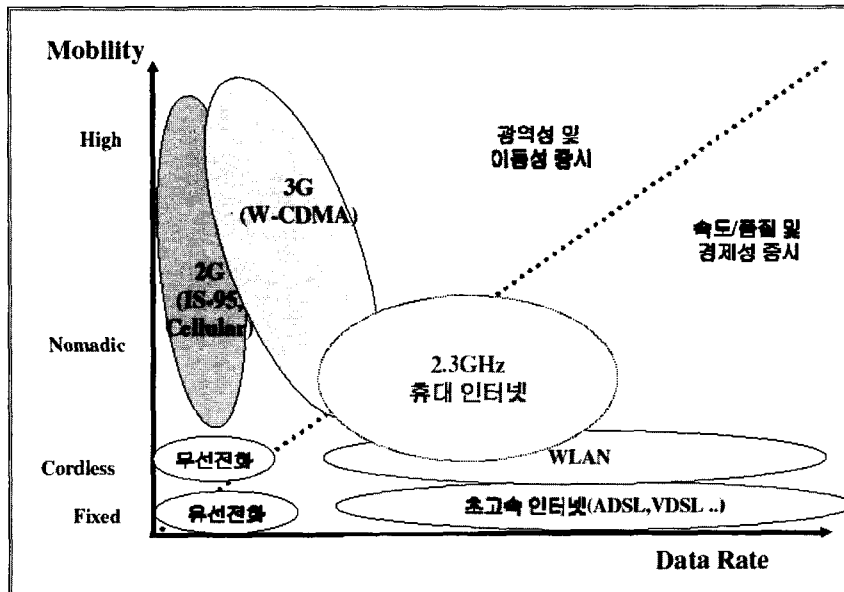 Mobility
High
광역성 및
이동성 중시
3G
(W-CDMA)
속도/품질 및
경제성 중시
2G
(IS-95,
Cellular)
Nomadic
2.3GHz
휴대 인터넷
Cordless
무선전화
WLAN
Fixed
유선전화
초고속 인터넷(ADSL,VDSL ..)
Data Rate